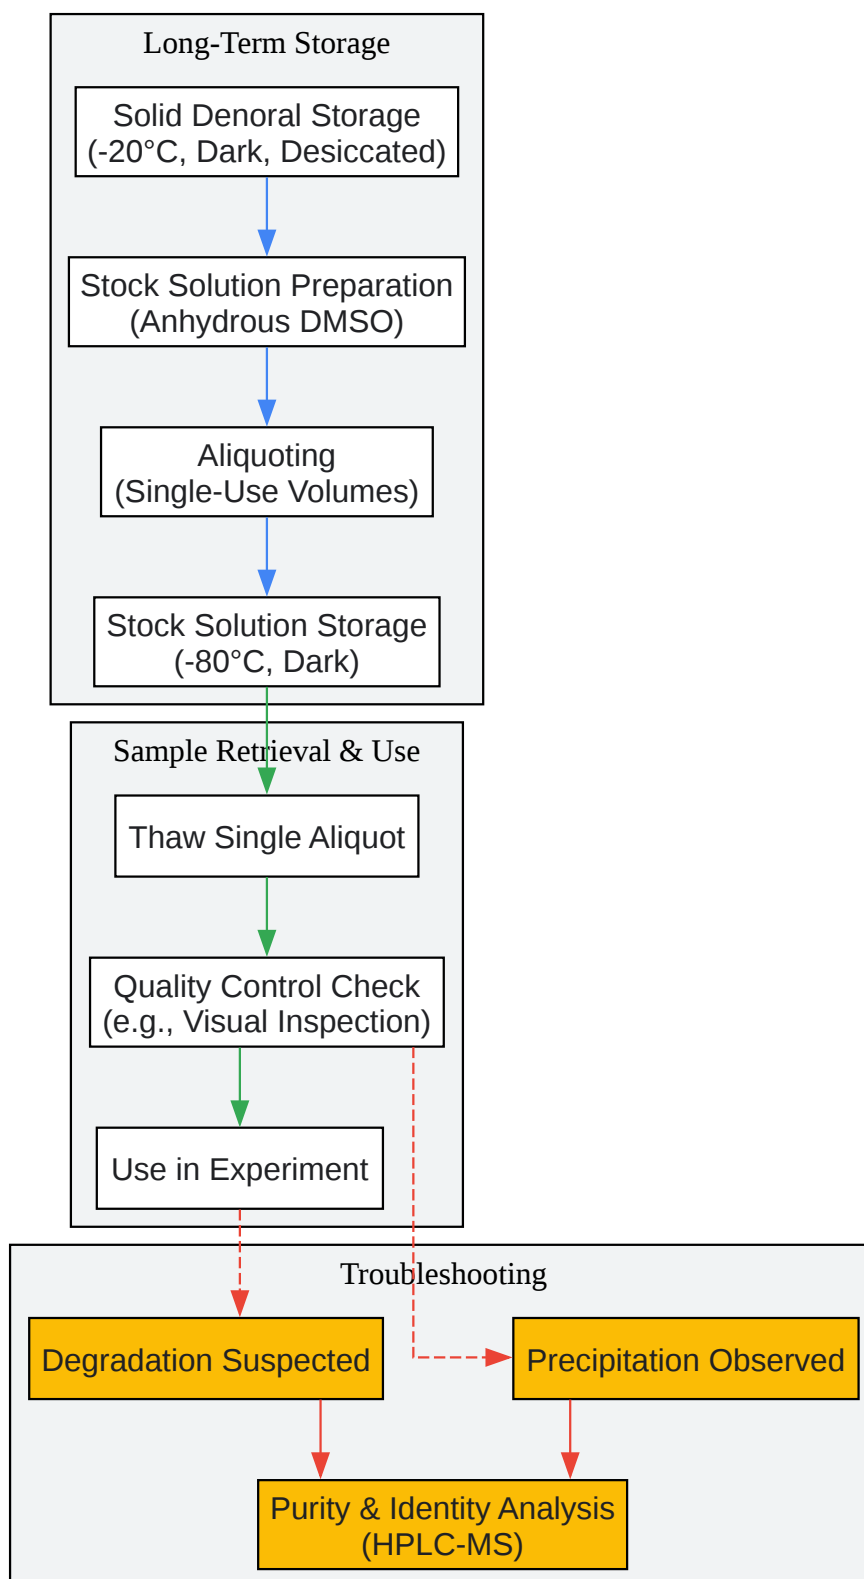 Long-Term Storage
Solid Denoral Storage
(-20°C, Dark, Desiccated)
Stock Solution Preparation
(Anhydrous DMSO)
Aliquoting
(Single-Use Volumes)
Stock Solution Storage
(-80°C, Dark)
Sample Retrieval & Use
Thaw Single Aliquot
Quality Control Check
(e.g., Visual Inspection)
Use in Experiment
Troubleshooting
Degradation Suspected
Precipitation Observed
Purity & Identity Analysis
(HPLC-MS)